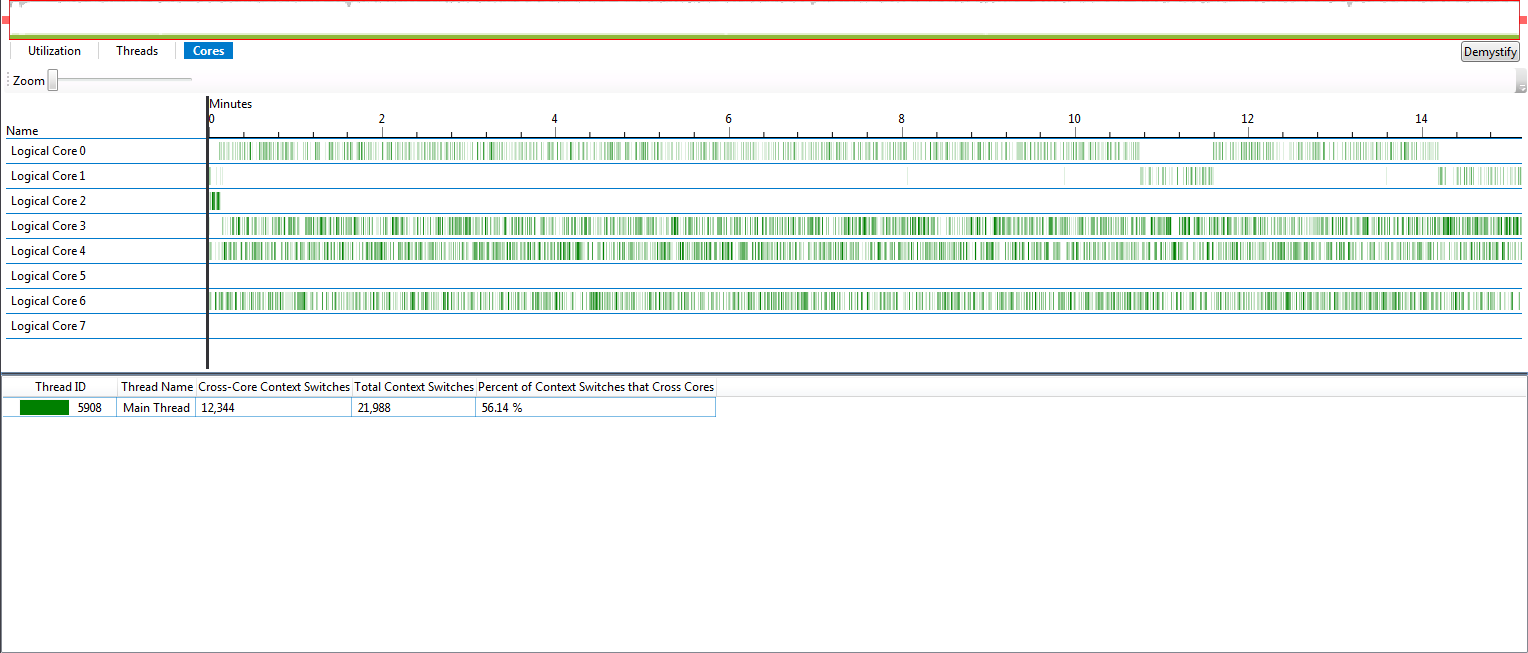 Utilization Threads Cores Demystify
Zoom
Minutes
0 2 4 6 8 10 12 14
Name
Logical Core 0
Logical Core 1
Logical Core 2
Logical Core 3
Logical Core 4
Logical Core 5
Logical Core 6
Logical Core 7
Thread ID Thread Name Cross-Core Context Switches Total Context Switches Percent of Context Switches that Cross Cores
5908 Main Thread 12,344 21,988 56.14 %